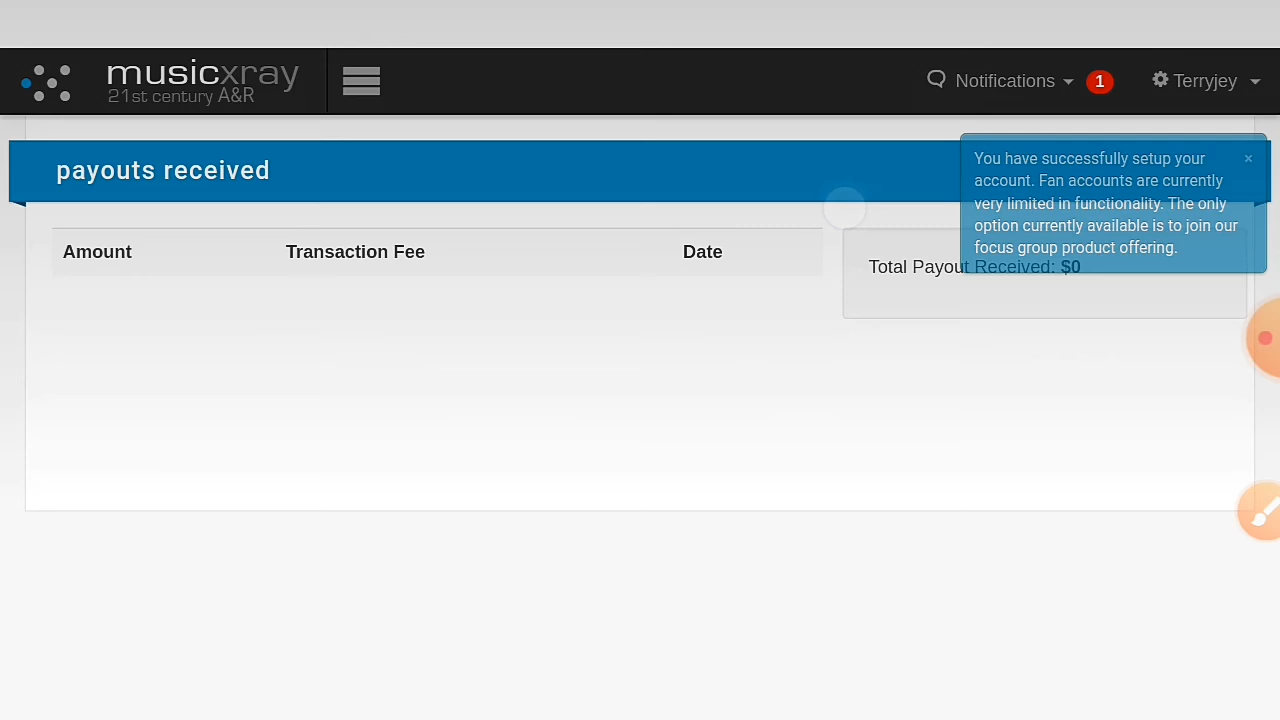 musicxray
21st century A&R
Notifications
1
Terryjey
payouts received
You have successfully setup your
account. Fan accounts are currently
very limited in functionality. The only
option currently available is to join our
focus group product offering.
×
Amount
Transaction Fee
Date
Total Payout Received: $0